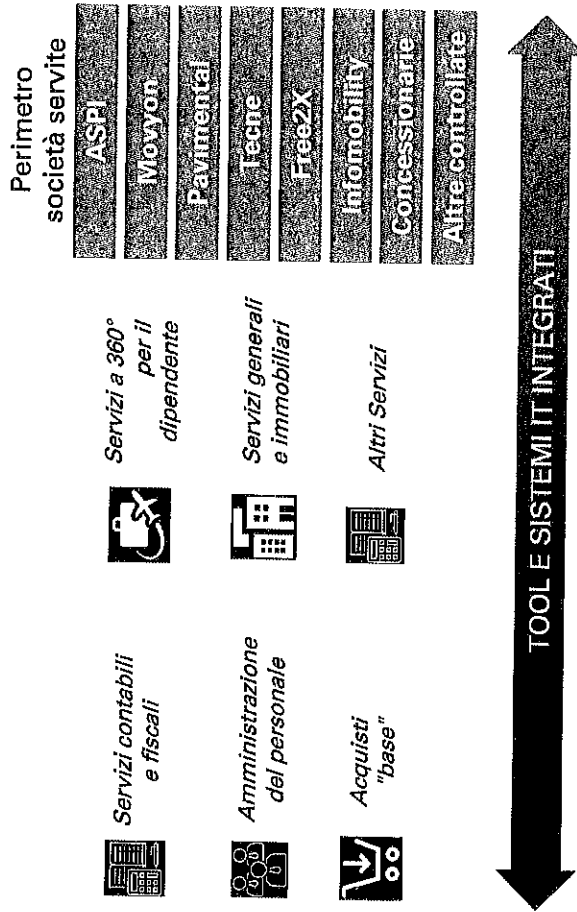 Perimetro
società servite
ASPI
Movyon
Pavimental
Tecne
Free2X
Infomobility
Concessionarie
Altre controllate
Servizi contabili
e fiscali
Servizi a 360°
per il
dipendente
Amministrazione
del personale
Servizi generali
e immobiliari
Acquisti
"base"
Altri Servizi
TOOL E SISTEMI IT INTEGRATI